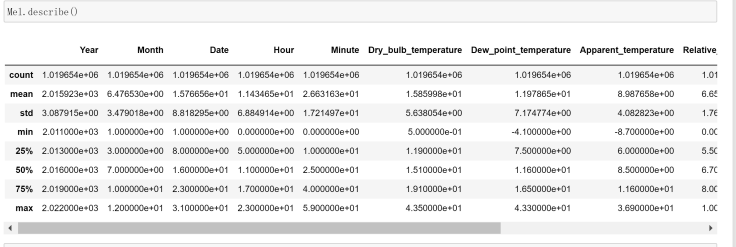 Mel.describe()
Year Month Date Hour Minute Dry_bulb_temperature Dew_point_temperature Apparent_temperature Relative_
count 1.019654e+06 1.019654e+06 1.019654e+06 1.019654e+06 1.019654e+06 1.019654e+06 1.019654e+06 1.019654e+06 1.01
mean 2.015923e+03 6.476530e+00 1.576656e+01 1.143465e+01 2.663163e+01 1.585998e+01 1.197865e+01 8.987658e+00 6.65
std 3.087915e+00 3.479018e+00 8.818295e+00 6.884914e+00 1.721497e+01 5.638054e+00 7.174774e+00 4.082823e+00 1.76
min 2.011000e+03 1.000000e+00 1.000000e+00 0.000000e+00 0.000000e+00 5.000000e-01 -4.100000e+00 -8.700000e+00 0.00
25% 2.013000e+03 3.000000e+00 8.000000e+00 5.000000e+00 1.000000e+01 1.190000e+01 7.500000e+00 6.000000e+00 5.50
50% 2.016000e+03 7.000000e+00 1.600000e+01 1.100000e+01 2.500000e+01 1.510000e+01 1.160000e+01 8.500000e+00 6.70
75% 2.019000e+03 1.000000e+01 2.300000e+01 1.700000e+01 4.000000e+01 1.910000e+01 1.650000e+01 1.160000e+01 8.00
max 2.022000e+03 1.200000e+01 3.100000e+01 2.300000e+01 5.900000e+01 4.350000e+01 4.330000e+01 3.690000e+01 1.00